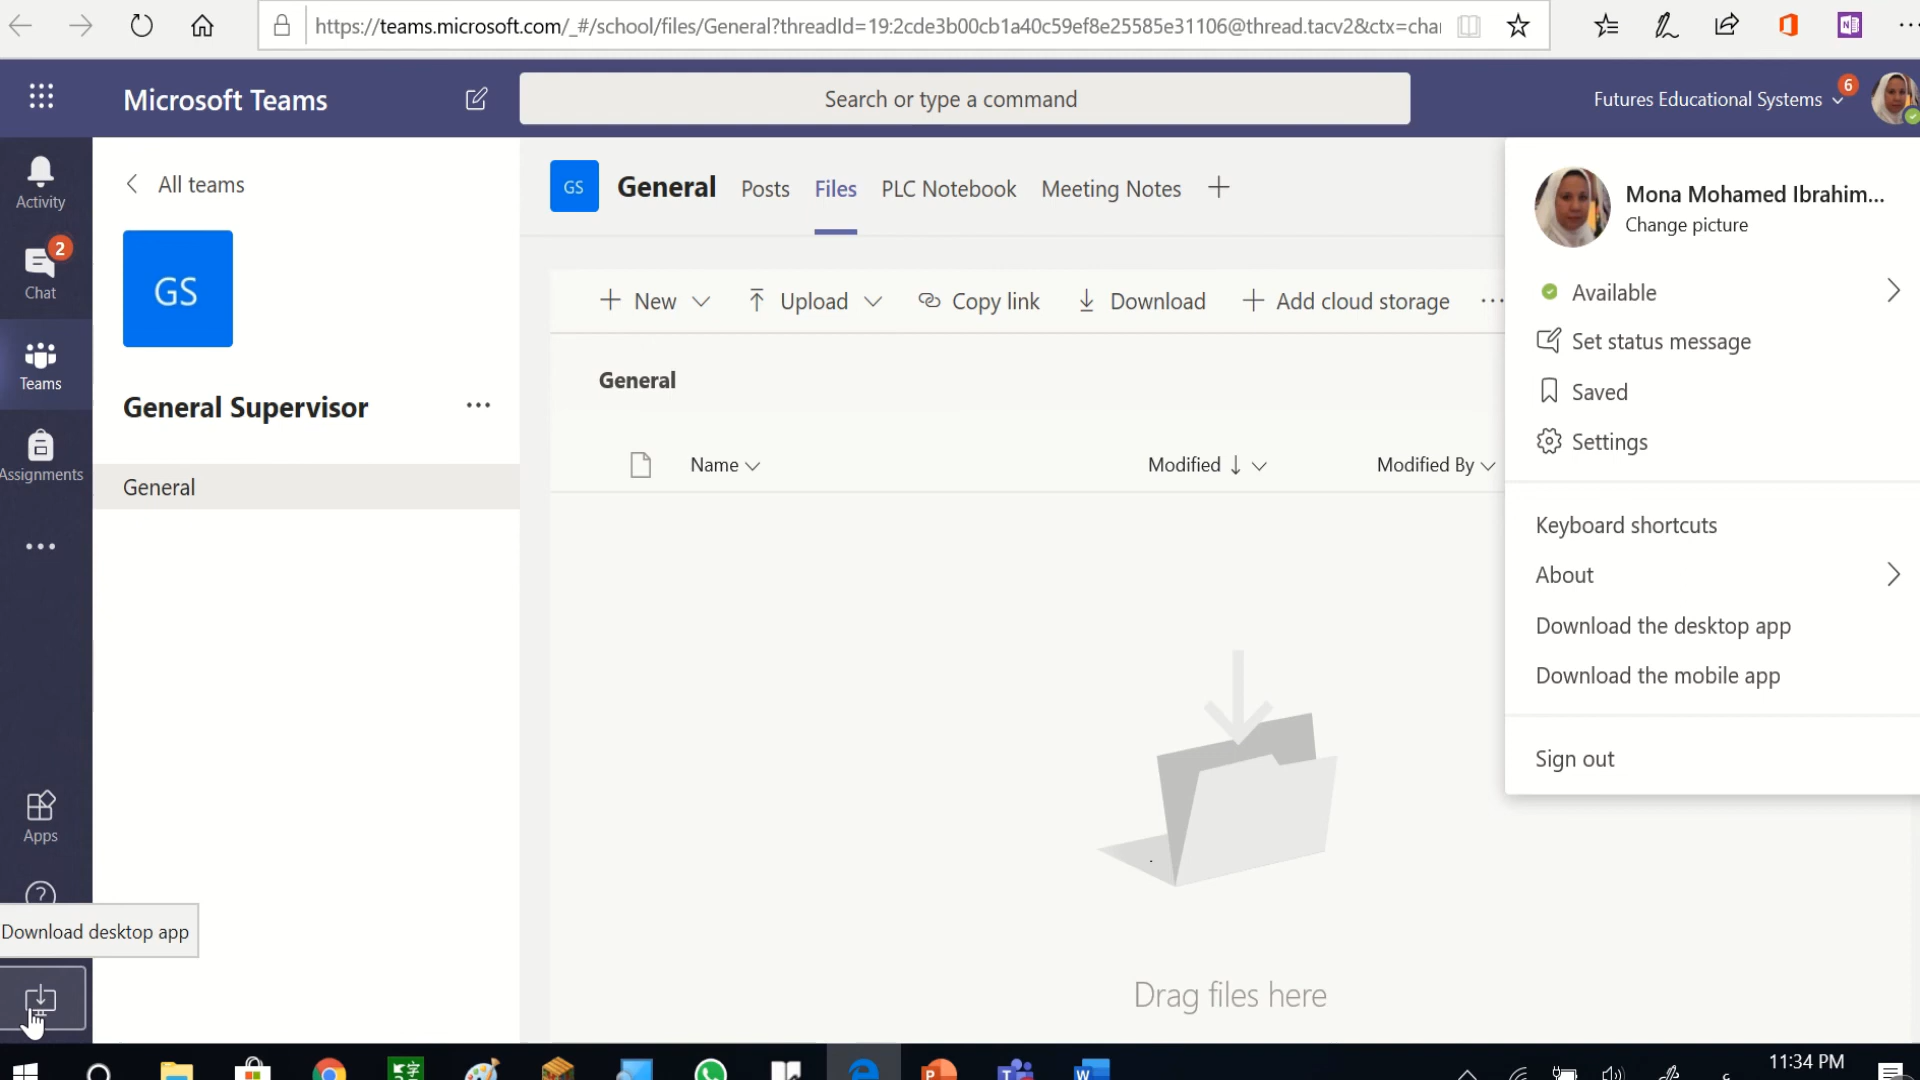 https://teams.microsoft.com/_#/school/files/General?threadId=19:2cde3b00cb1a40c59ef8e25585e31106@thread.tacv2&ctx=chai
Microsoft Teams
Search or type a command
Futures Educational Systems
6
Activity
2
Chat
Teams
Assignments
Apps
Download desktop app
All teams
GS
General Supervisor
General
GS
General
Posts
Files
PLC Notebook
Meeting Notes
New
Upload
Copy link
Download
Add cloud storage
General
Name
Modified
Modified By
Drag files here
Mona Mohamed Ibrahim...
Change picture
Available
Set status message
Saved
Settings
Keyboard shortcuts
About
Download the desktop app
Download the mobile app
Sign out
11:34 PM